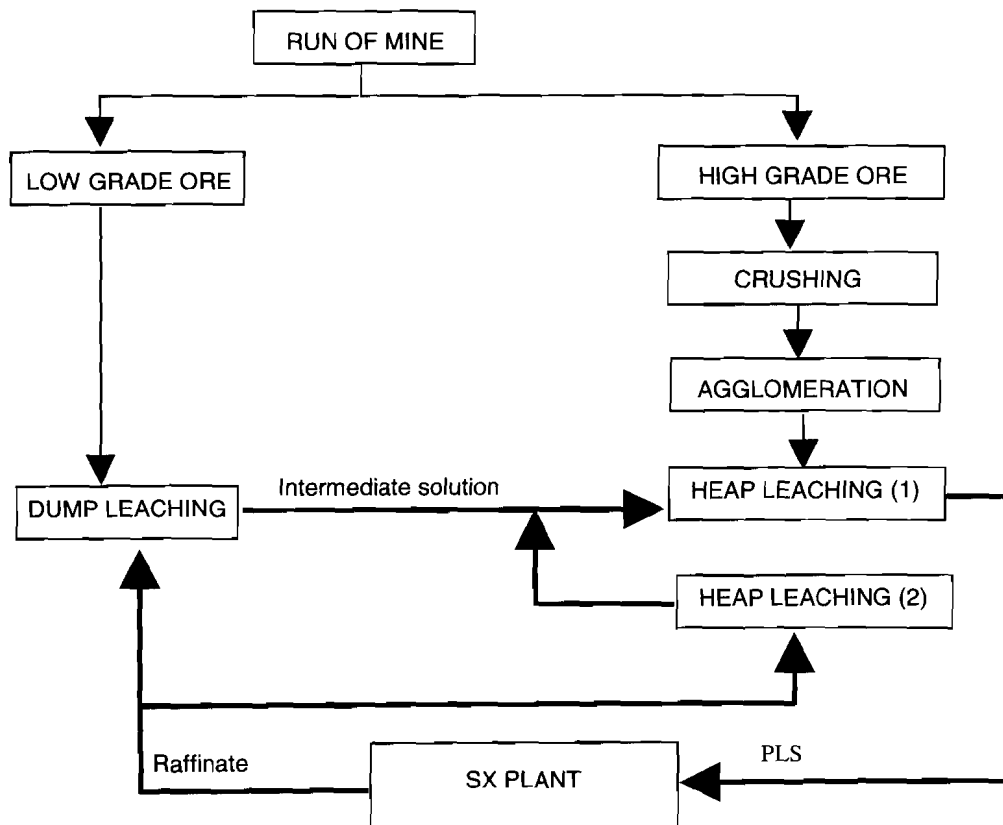 RUN OF MINE
LOW GRADE ORE
HIGH GRADE ORE
CRUSHING
AGGLOMERATION
Intermediate solution
HEAP LEACHING (1)
DUMP LEACHING
HEAP LEACHING (2)
Raffinate
SX PLANT
PLS